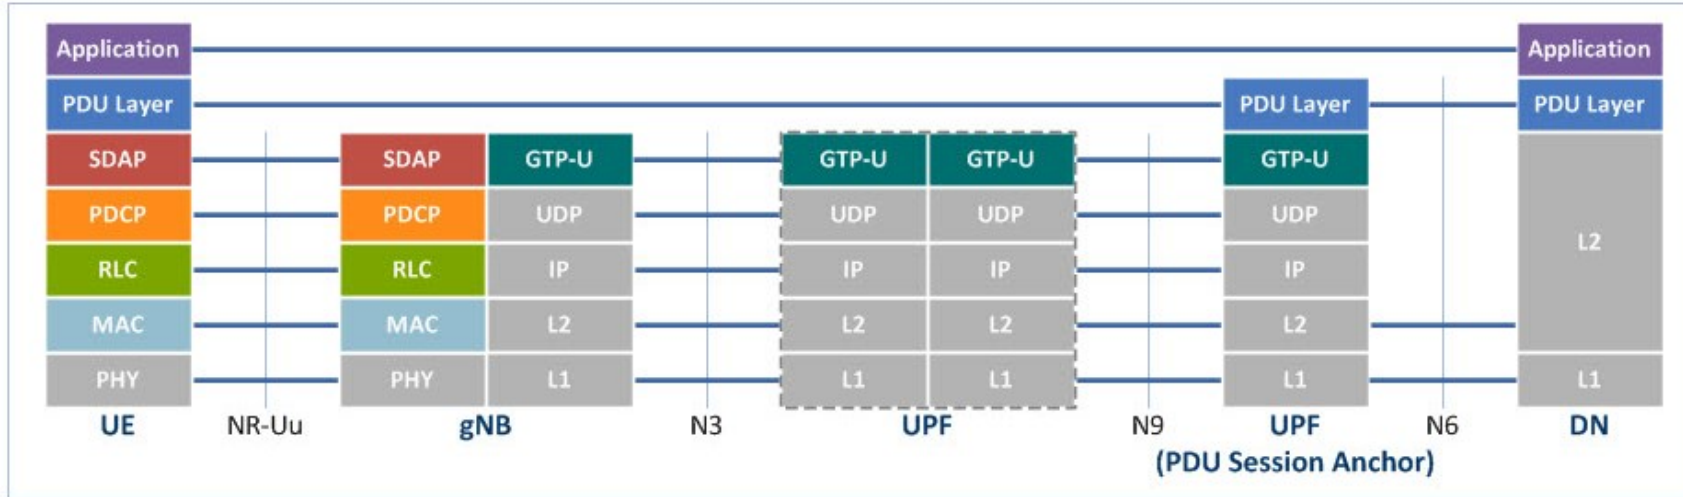 Application Application
PDU Layer PDU Layer PDU Layer
SDAP SDAP GTP-U GTP-U GTP-U GTP-U
PDCP PDCP UDP UDP UDP UDP
RLC RLC IP IP IP IP L2
MAC MAC L2 L2 L2 L2
PHY PHY L1 L1 L1 L1 L1
UE NR-Uu gNB N3 UPF N9 UPF N6 DN
(PDU Session Anchor)